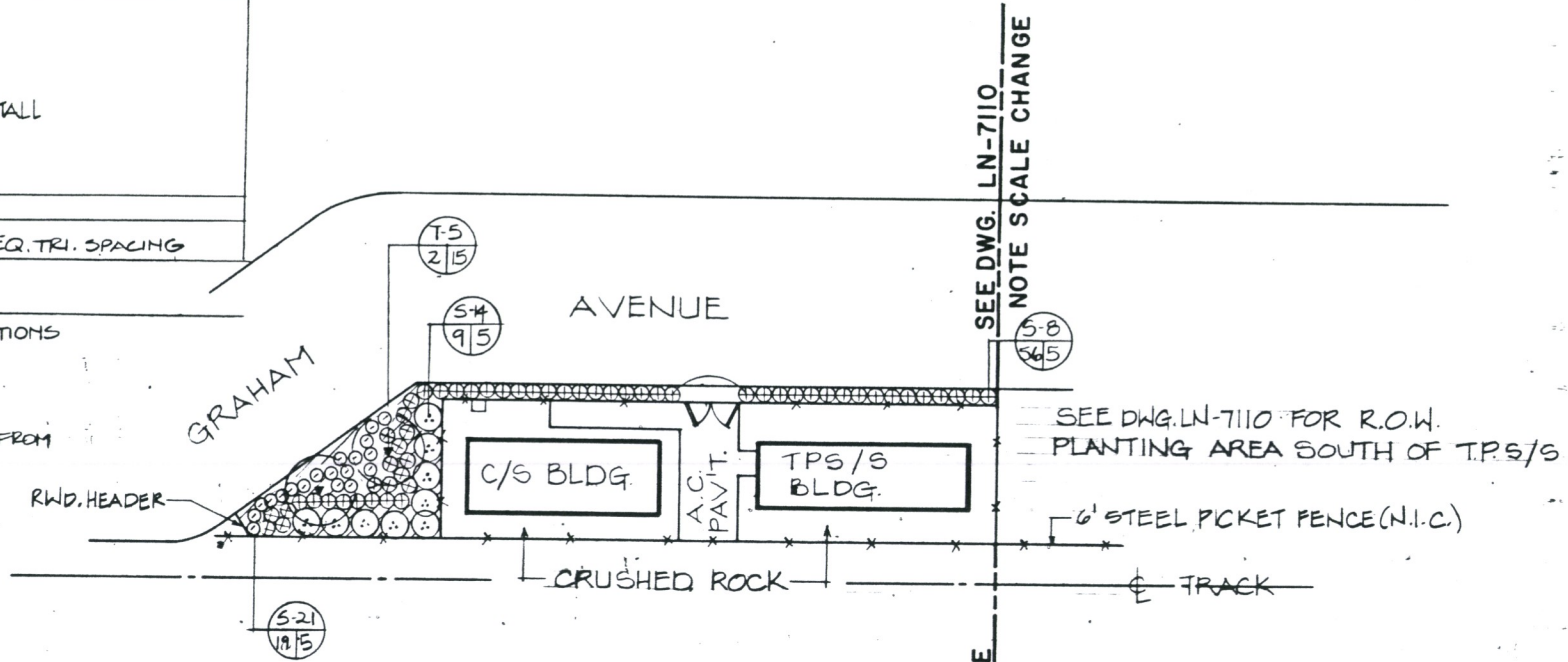 TALL
EQ. TRI. SPACING
TIONS
FROM
T-5
2 15
S-14
9 5
AVENUE
GRAHAM
SEE DWG. LN-7110
NOTE SCALE CHANGE
S-8
56 5
SEE DWG. LN-7110 FOR R.O.W.
PLANTING AREA SOUTH OF T.P.S/S
C/S BLDG.
A.C.
PAV'T.
TPS/S
BLDG.
RWD. HEADER
6' STEEL PICKET FENCE (N.I.C.)
CRUSHED ROCK
℄ TRACK
S-21
5
E